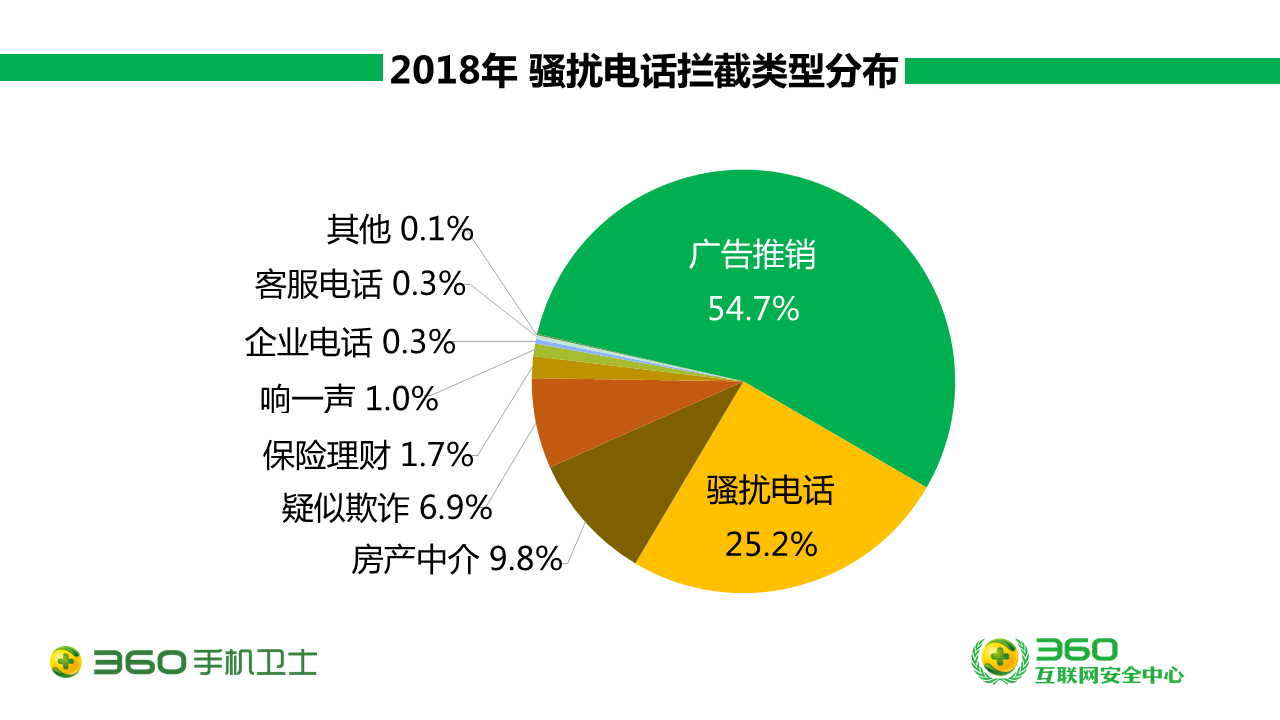 2018年 骚扰电话拦截类型分布
广告推销
54.7%
骚扰电话
25.2%
其他 0.1%
客服电话 0.3%
企业电话 0.3%
响一声 1.0%
保险理财 1.7%
疑似欺诈 6.9%
房产中介 9.8%
360手机卫士
360
互联网安全中心